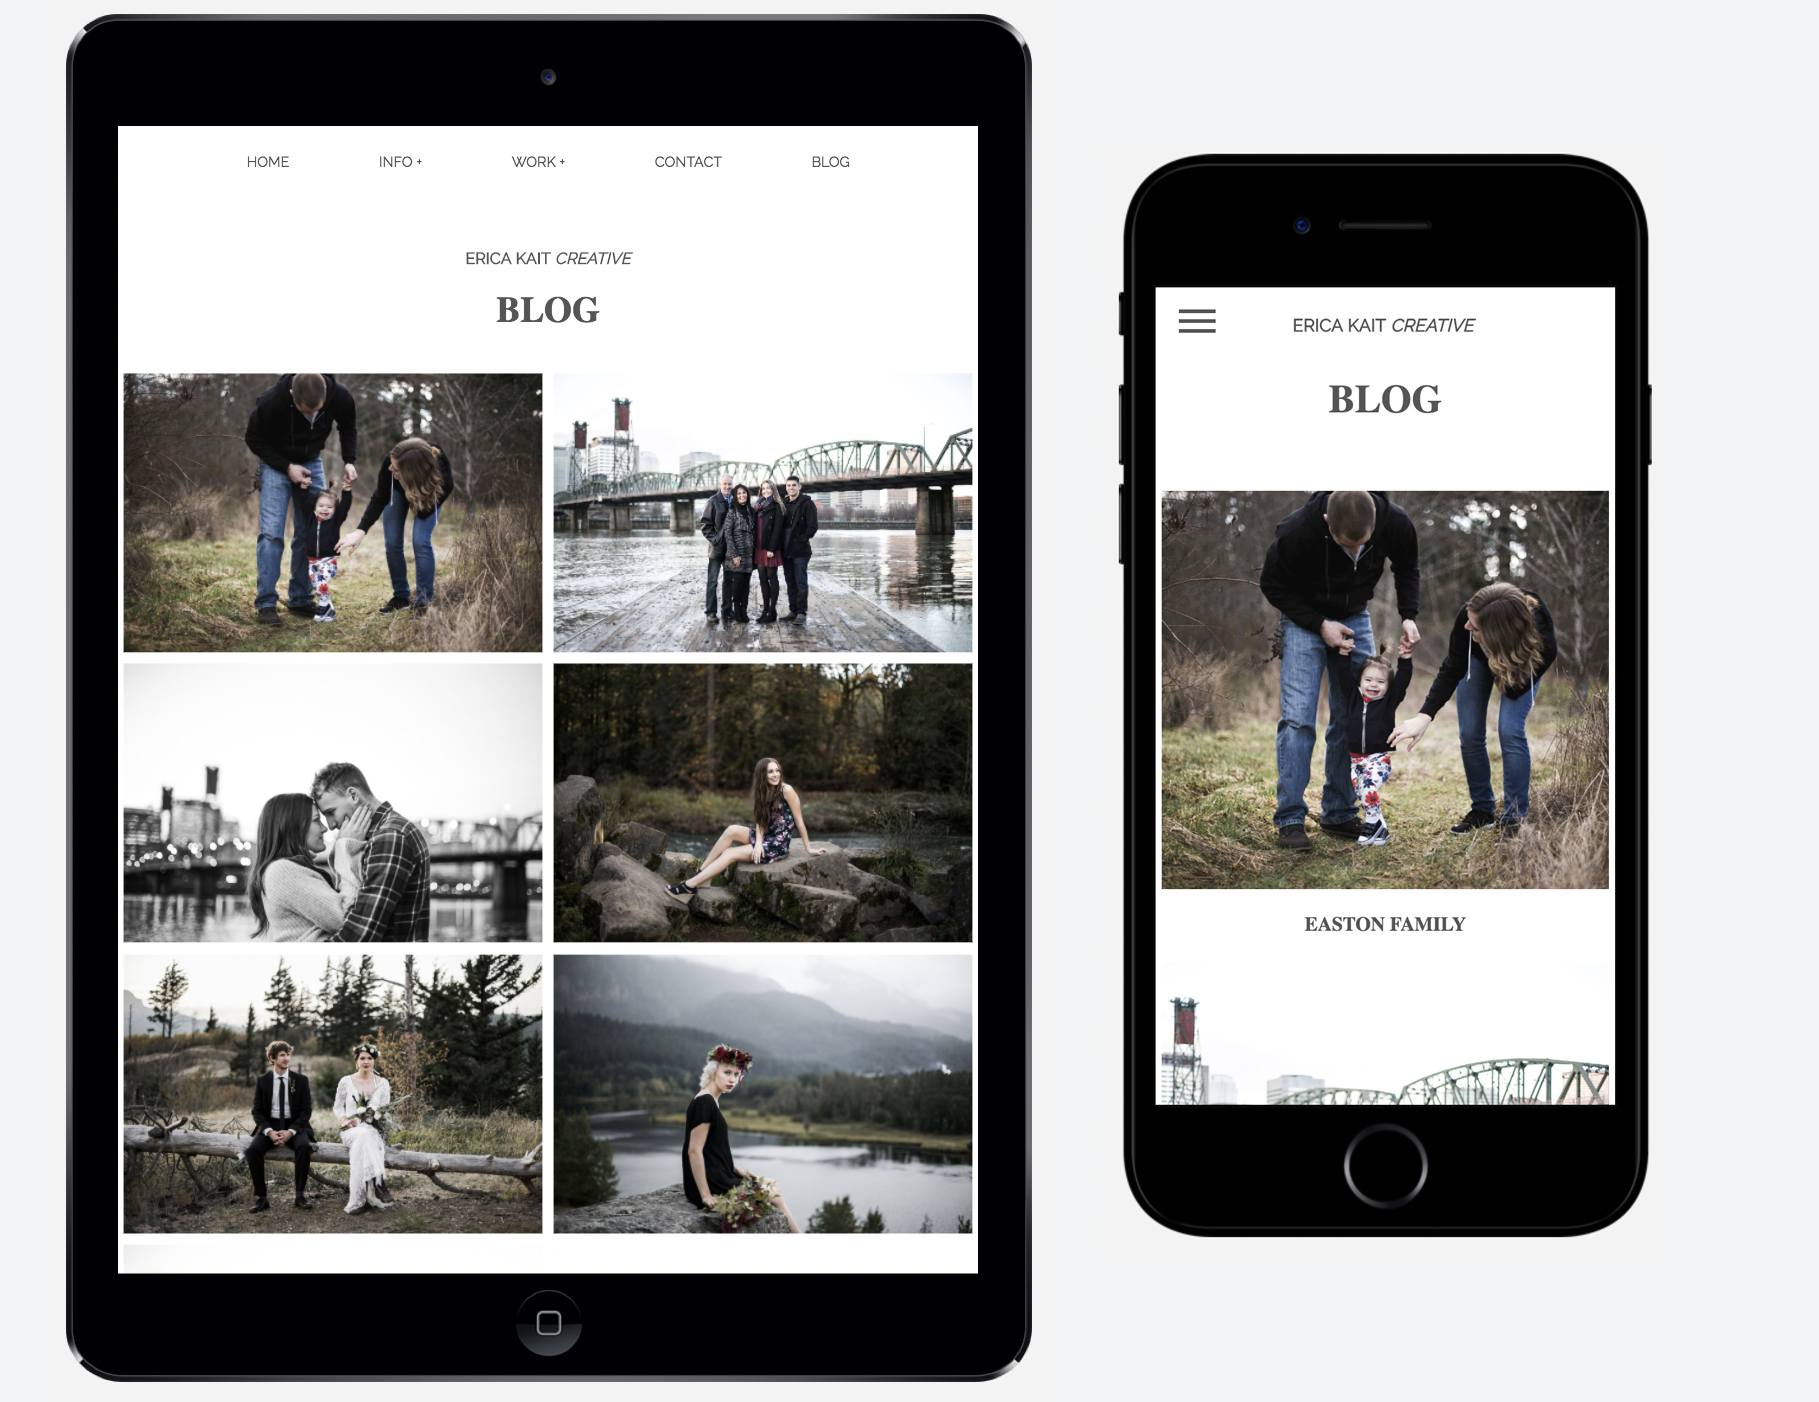 HOME INFO + WORK + CONTACT BLOG
ERICA KAIT CREATIVE
BLOG
ERICA KAIT CREATIVE
BLOG
EASTON FAMILY